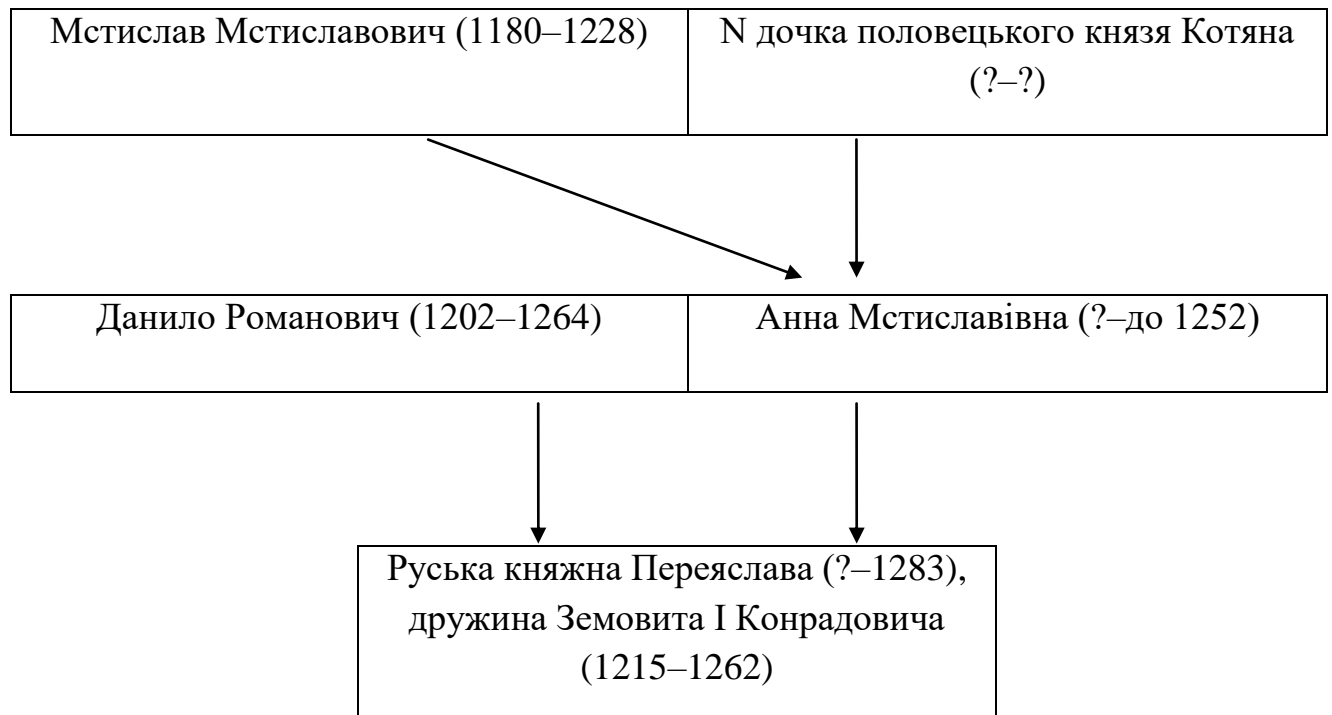 Мстислав Мстиславович (1180–1228)
N дочка половецького князя Котяна
(?–?)
Данило Романович (1202–1264)
Анна Мстиславівна (?–до 1252)
Руська княжна Переяслава (?–1283),
дружина Земовита І Конрадовича
(1215–1262)